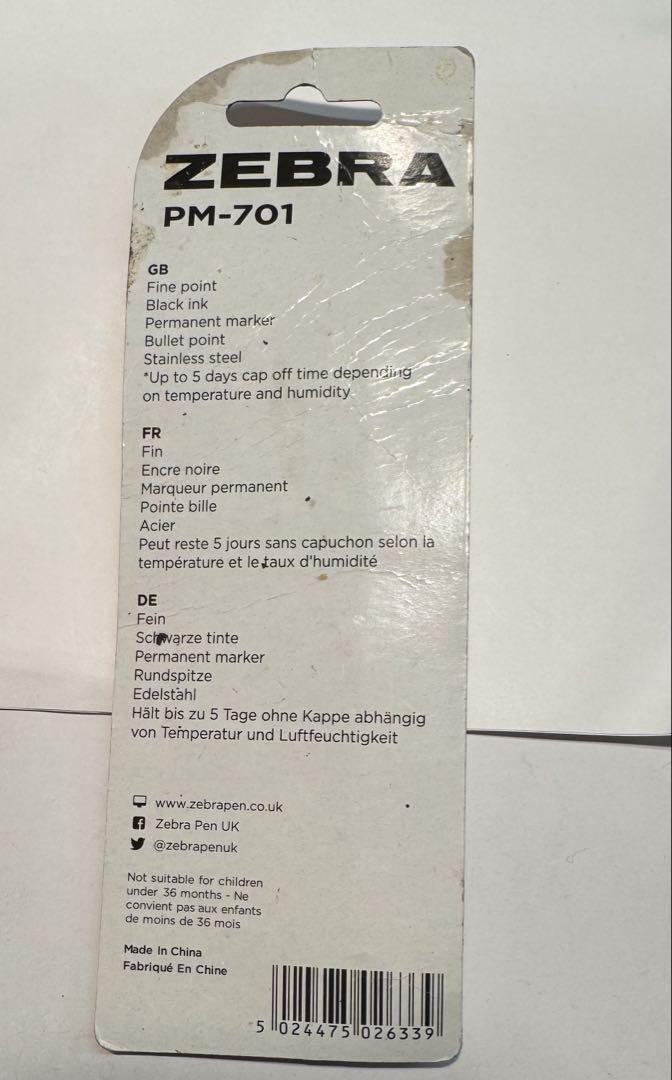 ZEBRA
PM-701
GB
Fine point
Black ink
Permanent marker
Bullet point
Stainless steel
*Up to 5 days cap off time depending
on temperature and humidity
FR
Fin
Encre noire
Marqueur permanent
Pointe bille
Acier
Peut reste 5 jours sans capuchon selon la
température et le taux d'humidité
DE
Fein
Schwarze tinte
Permanent marker
Rundspitze
Edelstahl
Hält bis zu 5 Tage ohne Kappe abhängig
von Temperatur und Luftfeuchtigkeit
www.zebrapen.co.uk
Zebra Pen UK
@zebrapenuk
Not suitable for children
under 36 months - Ne
convient pas aux enfants
de moins de 36 mois
Made In China
Fabriqué En Chine
5 024475 026339